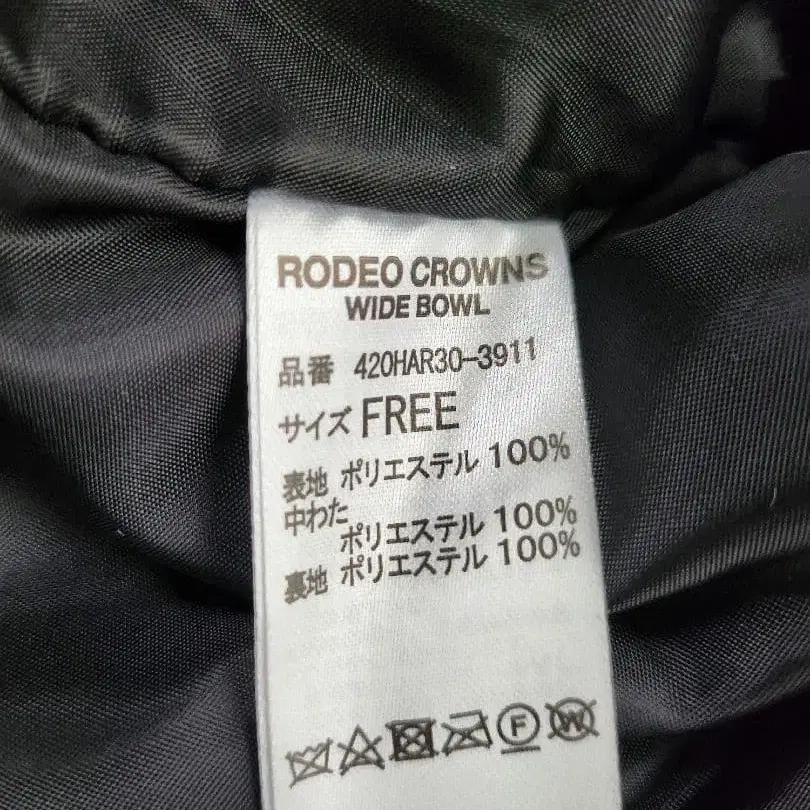 RODEO CROWNS
WIDE BOWL
品番 420HAR30-3911
サイズ FREE
表地 ポリエステル 100%
中わた
ポリエステル 100%
裏地 ポリエステル 100%
F W